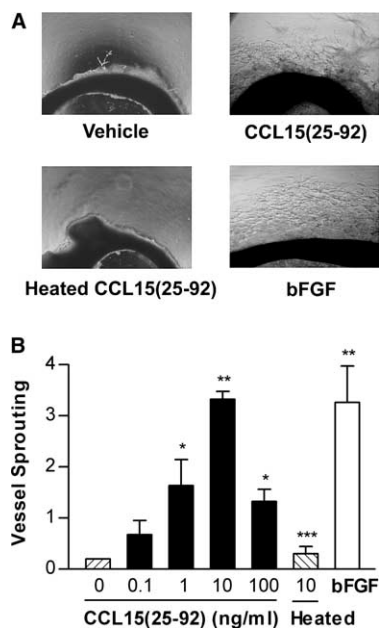 A
Vehicle
CCL15(25-92)
Heated CCL15(25-92)
bFGF
B
Vessel Sprouting
4
3
2
1
0
* ** * *** **
0 0.1 1 10 100 10 bFGF
CCL15(25-92) (ng/ml) Heated